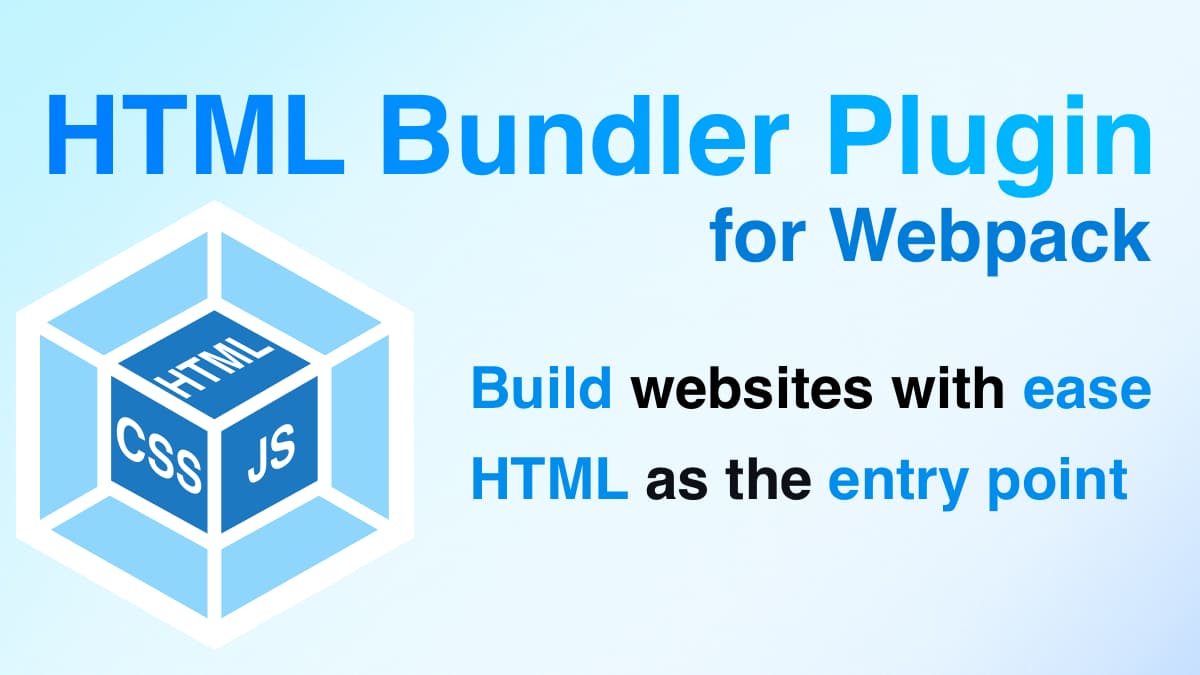 HTML Bundler Plugin
for Webpack
HTML
CSS
JS
Build websites with ease
HTML as the entry point